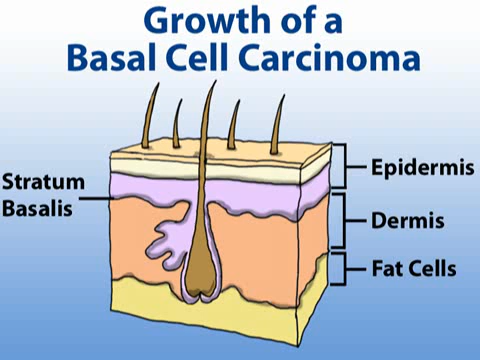 Growth of a
Basal Cell Carcinoma
Stratum
Basalis
Epidermis
Dermis
Fat Cells